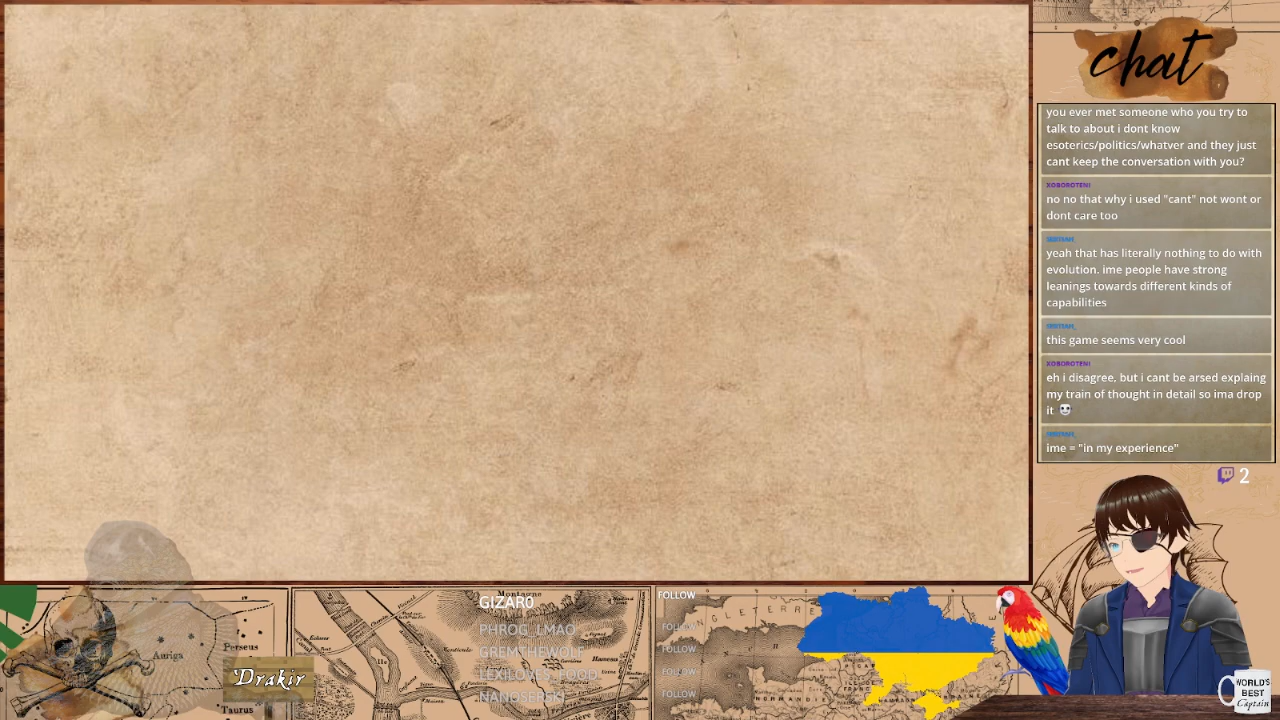 chat
you ever met someone who you try to
talk to about i dont know
esoterics/politics/whatver and they just
cant keep the conversation with you?
XOBOROTENI
no no that why i used "cant" not wont or
dont care too
yeah that has literally nothing to do with
evolution. ime people have strong
leanings towards different kinds of
capabilities
this game seems very cool
XOBOROTENI
eh i disagree, but i cant be arsed explaing
my train of thought in detail so ima drop
it
ime = "in my experience"
2
GIZAR0
PHROG_LMAO
GREMTHEWOLF
LEXILOVES_FOOD
NANOSERSKI
FOLLOW
FOLLOW
FOLLOW
FOLLOW
FOLLOW
Auriga
Perseus
Taurus
Drakir
WORLD'S
BEST
Captain